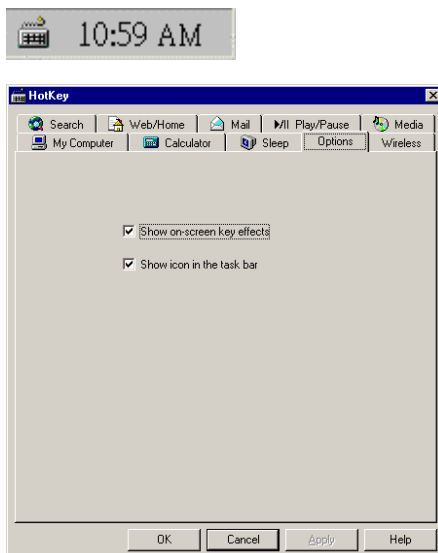 10:59 AM
HotKey
Search Web/Home Mail Play/Pause Media
My Computer Calculator Sleep Options Wireless
Show on-screen key effects
Show icon in the task bar
OK Cancel Apply Help